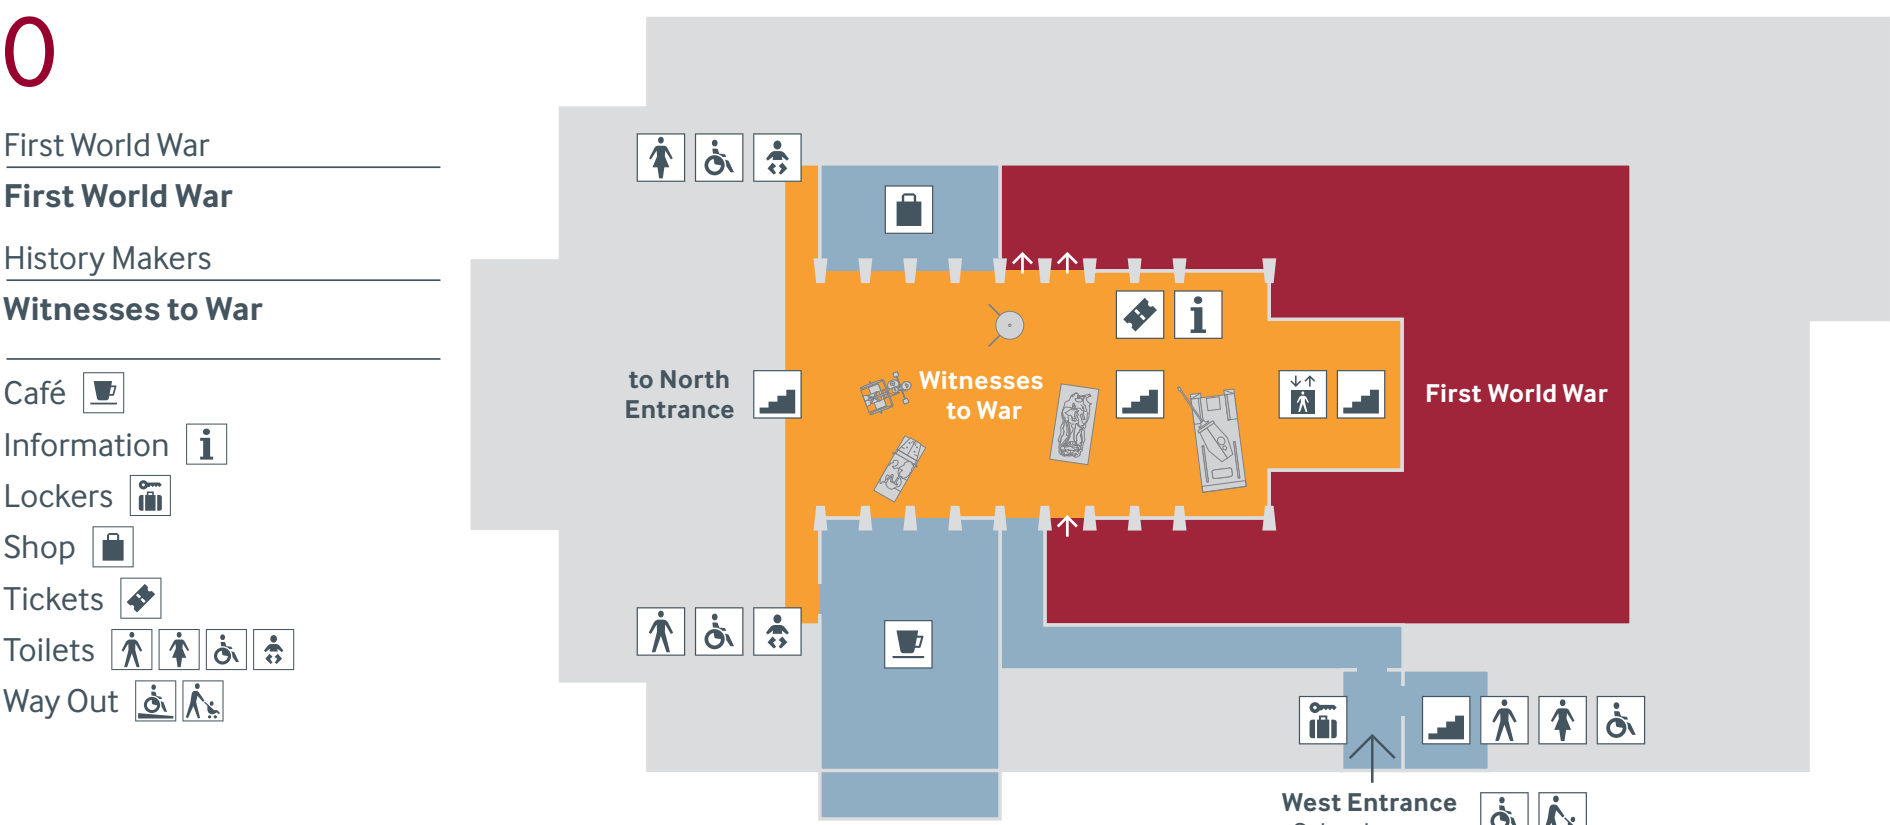 0
First World War
First World War
History Makers
Witnesses to War
Café
Information
Lockers
Shop
Tickets
Toilets
Way Out
to North
Entrance
Witnesses
to War
First World War
West Entrance